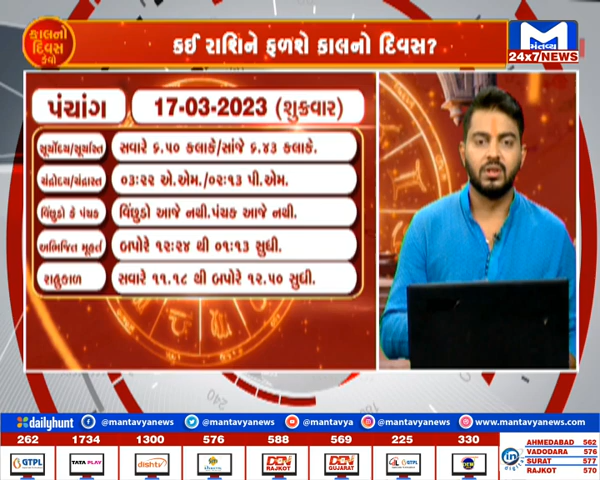 કાલનો
દિવસ
કેવો
કઈ રાશિને ફળશે કાલનો દિવસ?
મંતવ્ય
24x7NEWS
પંચાંગ
17-03-2023 (શુક્રવાર)
સૂર્યોદય/સૂર્યાસ્ત
સવારે ૬.૫૦ કલાકે/સાંજે ૬.૪૩ કલાકે.
ચંદ્રોદય/ચંદ્રાસ્ત
૦૩:૨૨ એ.એમ./૦૨:૧૩ પી.એમ.
વિંછુડો કે પંચક
વિંછુડો આજે નથી.પંચક આજે નથી.
અભિજિત મૂહૂર્ત
બપોરે ૧૨:૨૪ થી ૦૧:૧૩ સુધી.
રાહુકાળ
સવારે ૧૧.૧૮ થી બપોરે ૧૨.૫૦ સુધી.
dailyhunt
@mantavyanews
@mantavyanews
@mantavya
@mantavyanews
www.mantavyanews.com
262 1734 1300 576 588 569 225 330
GTPL
TATA PLAY
dishtv
DEN RAJKOT
DEN GUJARAT
GTPL
DEN
in digital
AHMEDABAD 562
VADODARA 576
SURAT 577
RAJKOT 570